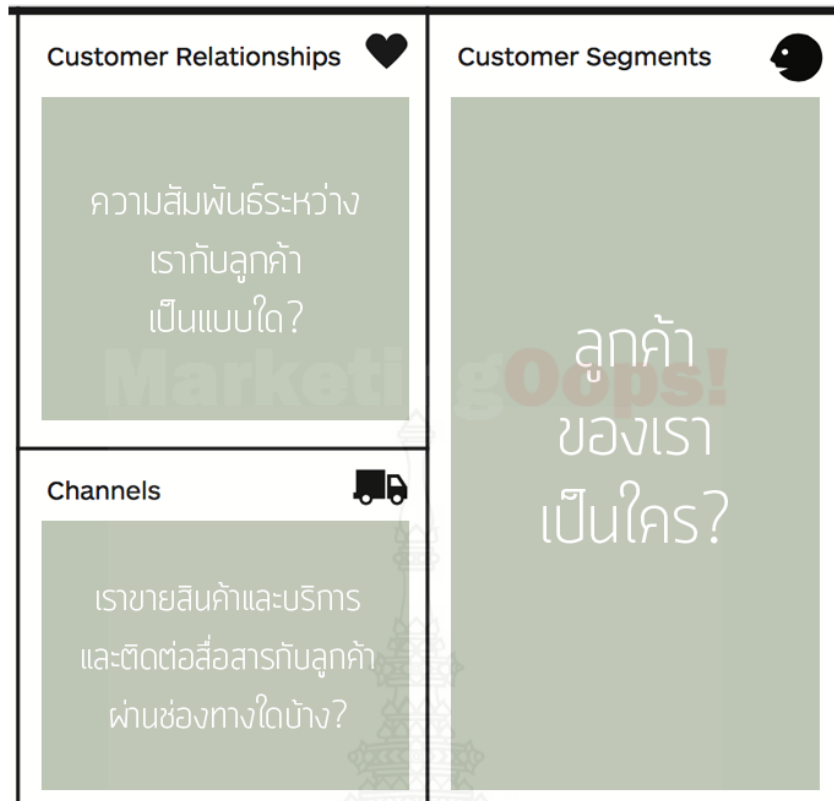 Customer Relationships
ความสัมพันธ์ระหว่าง
เรากับลูกค้า
เป็นแบบใด?
Channels
เราขายสินค้าและบริการ
และติดต่อสื่อสารกับลูกค้า
ผ่านช่องทางใดบ้าง?
Customer Segments
ลูกค้า
ของเรา
เป็นใคร?
MarketingOops!